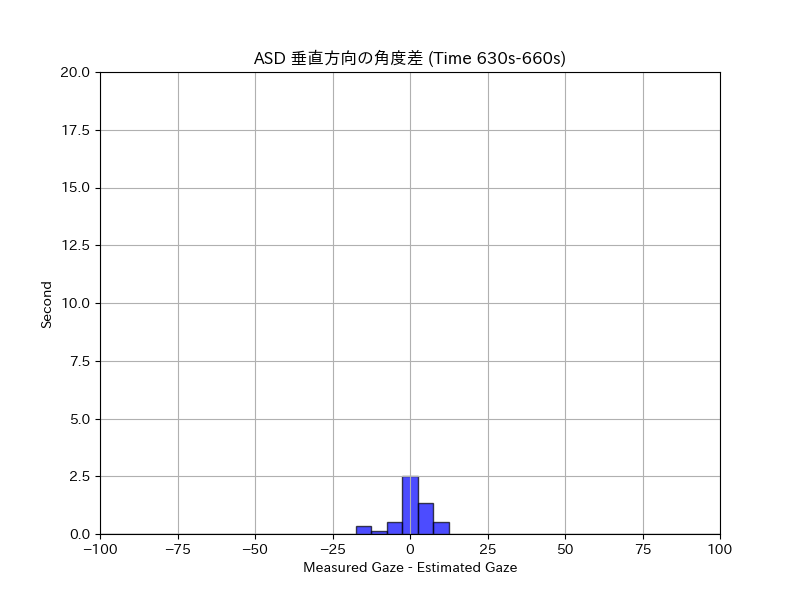 ASD 垂直方向の角度差 (Time 630s-660s)
20.0
17.5
15.0
12.5
10.0
7.5
5.0
2.5
0.0
Second
−100 −75 −50 −25 0 25 50 75 100
Measured Gaze - Estimated Gaze